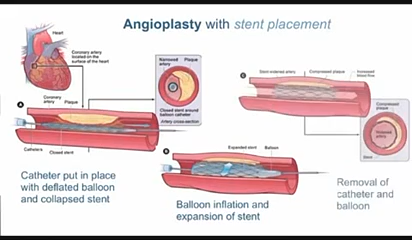 Angioplasty with stent placement
Heart
Coronary artery
located on the
surface of the heart
Coronary
artery
Plaque
Narrowed
artery
Plaque
Closed stent around
balloon catheter
Artery cross-section
A
Catheters
Closed stent
Catheter put in place
with deflated balloon
and collapsed stent
B
Expanded stent
Balloon
Balloon inflation and
expansion of stent
C
Stent-widened artery
Compressed plaque
Increased
blood flow
Compressed
plaque
Widened
artery
Stent
Removal of
catheter and
balloon